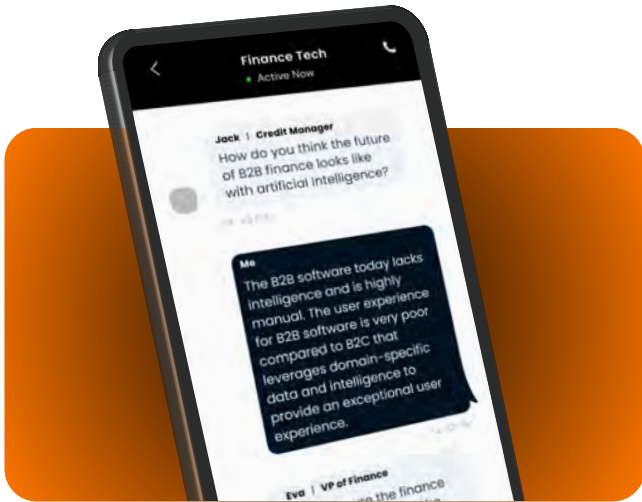 Finance Tech
Active Now
Jack | Credit Manager
How do you think the future
of B2B finance looks like
with artificial intelligence?
Me
The B2B software today lacks
intelligence and is highly
manual. The user experience
for B2B software is very poor
compared to B2C that
leverages domain-specific
data and intelligence to
provide an exceptional user
experience.
Eva | VP of Finance
the finance